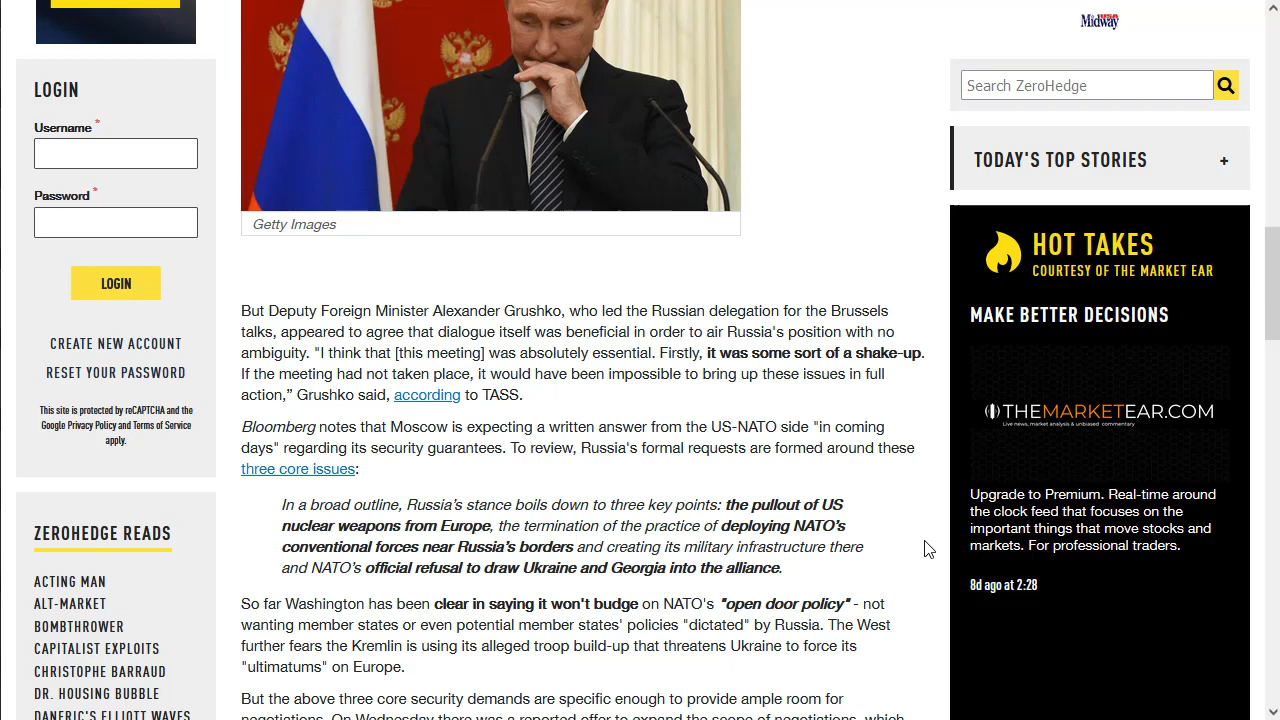 LOGIN
Username *
Password *
LOGIN
CREATE NEW ACCOUNT
RESET YOUR PASSWORD
This site is protected by reCAPTCHA and the
Google Privacy Policy and Terms of Service
apply.
ZEROHEDGE READS
ACTING MAN
ALT-MARKET
BOMBTHROWER
CAPITALIST EXPLOITS
CHRISTOPHE BARRAUD
DR. HOUSING BUBBLE
DANERIC'S ELLIOTT WAVES
Getty Images
But Deputy Foreign Minister Alexander Grushko, who led the Russian delegation for the Brussels
talks, appeared to agree that dialogue itself was beneficial in order to air Russia's position with no
ambiguity. "I think that [this meeting] was absolutely essential. Firstly, it was some sort of a shake-up.
If the meeting had not taken place, it would have been impossible to bring up these issues in full
action,” Grushko said, according to TASS.
Bloomberg notes that Moscow is expecting a written answer from the US-NATO side "in coming
days" regarding its security guarantees. To review, Russia's formal requests are formed around these
three core issues:
In a broad outline, Russia’s stance boils down to three key points: the pullout of US
nuclear weapons from Europe, the termination of the practice of deploying NATO’s
conventional forces near Russia’s borders and creating its military infrastructure there
and NATO’s official refusal to draw Ukraine and Georgia into the alliance.
So far Washington has been clear in saying it won't budge on NATO's "open door policy" - not
wanting member states or even potential member states' policies "dictated" by Russia. The West
further fears the Kremlin is using its alleged troop build-up that threatens Ukraine to force its
"ultimatums" on Europe.
But the above three core security demands are specific enough to provide ample room for
negotiations. On Wednesday there was a reported offer to expand the scope of negotiations, which
MidwayUSA
Search ZeroHedge
TODAY'S TOP STORIES +
HOT TAKES
COURTESY OF THE MARKET EAR
MAKE BETTER DECISIONS
THEMARKETEAR.COM
Live news, market analysis & unbiased commentary
Upgrade to Premium. Real-time around
the clock feed that focuses on the
important things that move stocks and
markets. For professional traders.
8d ago at 2:28